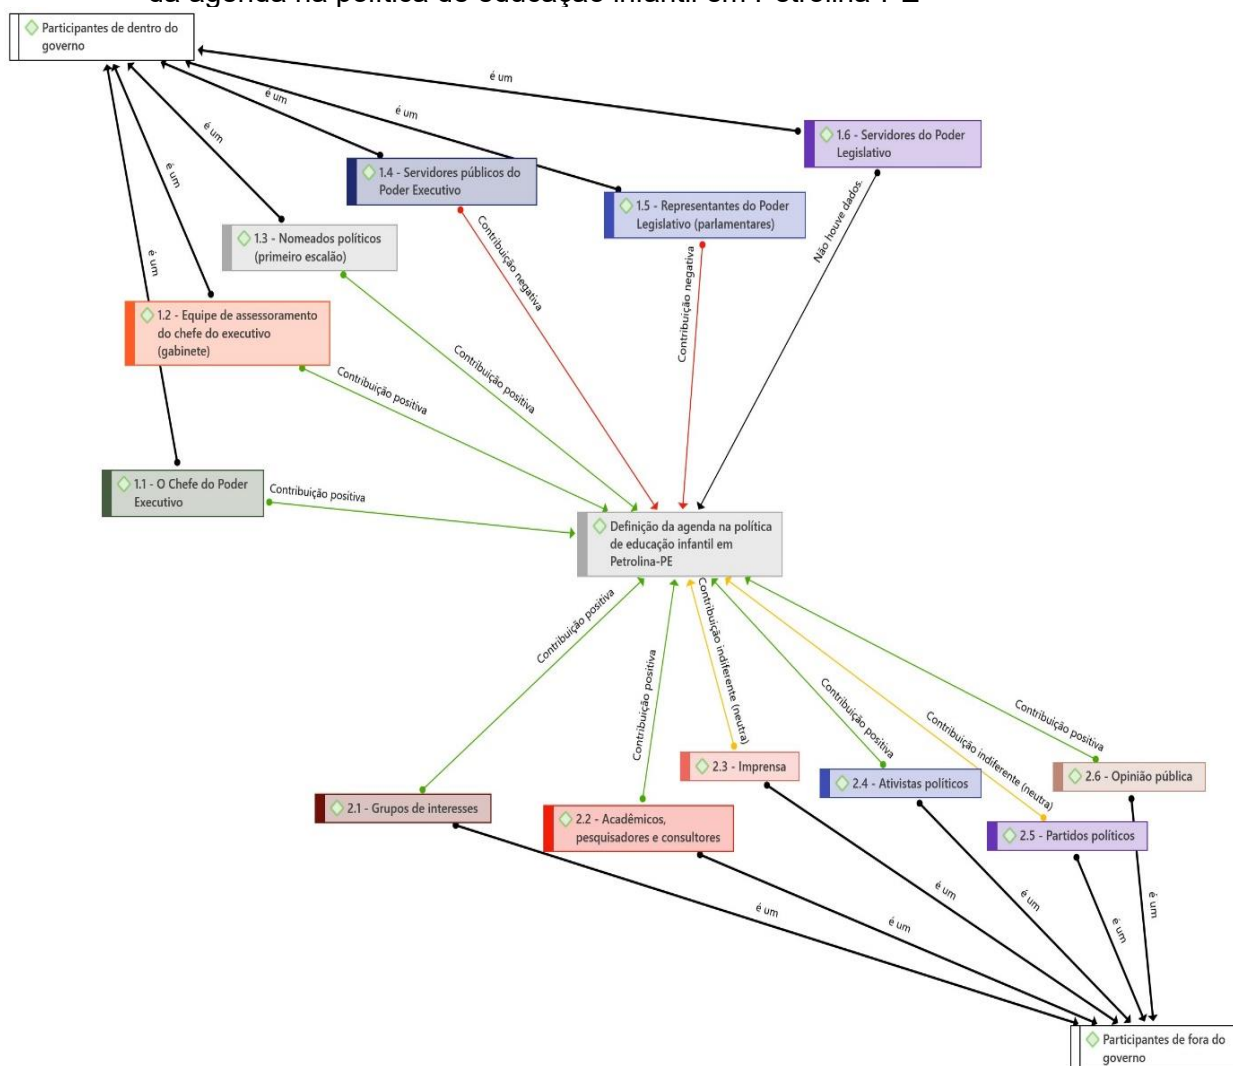 da agenda na política de educação infantil em Petrolina-PE
Participantes de dentro do
governo
é um
é um
é um
é um
é um
é um
1.6 - Servidores do Poder
Legislativo
1.4 - Servidores públicos do
Poder Executivo
1.5 - Representantes do Poder
Legislativo (parlamentares)
1.3 - Nomeados políticos
(primeiro escalão)
1.2 - Equipe de assessoramento
do chefe do executivo
(gabinete)
1.1 - O Chefe do Poder
Executivo
Contribuição negativa
Contribuição negativa
Não houve dados.
Contribuição positiva
Contribuição positiva
Contribuição positiva
Definição da agenda na política
de educação infantil em
Petrolina-PE
Contribuição positiva
Contribuição positiva
Contribuição indiferente (neutra)
Contribuição positiva
Contribuição indiferente (neutra)
Contribuição positiva
2.1 - Grupos de interesses
2.2 - Acadêmicos,
pesquisadores e consultores
2.3 - Imprensa
2.4 - Ativistas políticos
2.5 - Partidos políticos
2.6 - Opinião pública
é um
é um
é um
é um
é um
é um
Participantes de fora do
governo